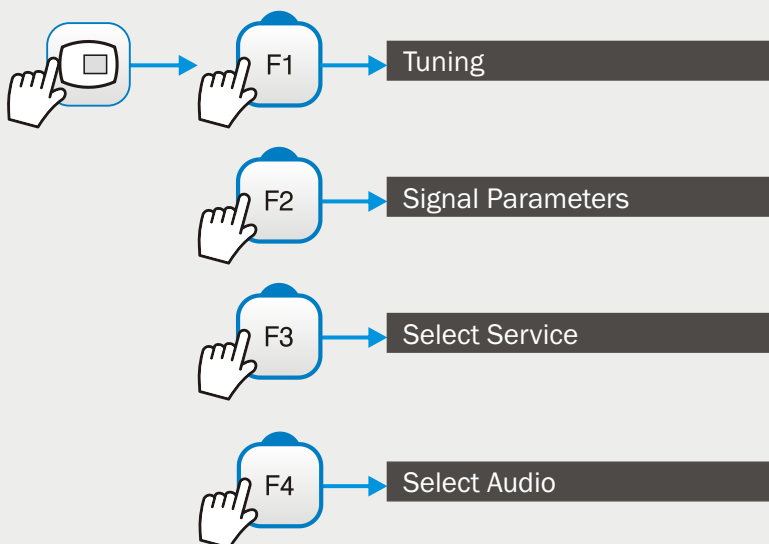 F1
Tuning
F2
Signal Parameters
F3
Select Service
F4
Select Audio